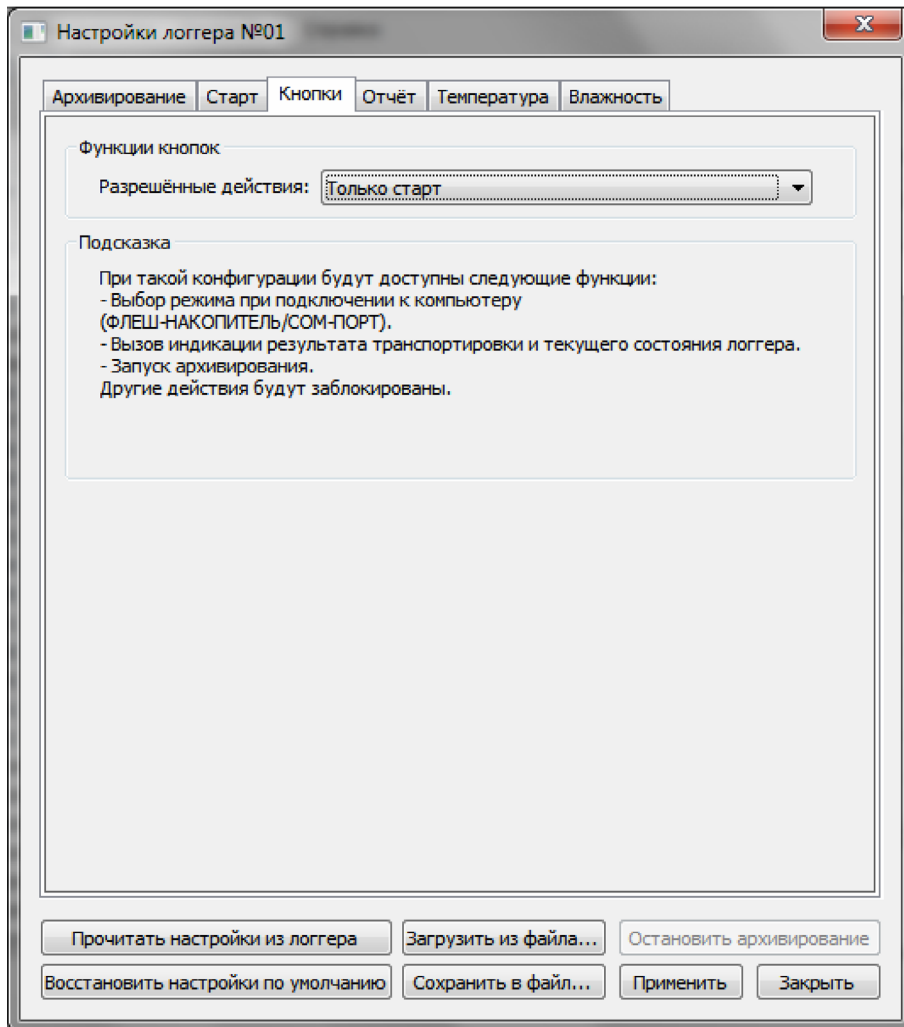 Настройки логгера №01
Архивирование Старт Кнопки Отчёт Температура Влажность
Функции кнопок
Разрешённые действия: Только старт
Подсказка
При такой конфигурации будут доступны следующие функции:
- Выбор режима при подключении к компьютеру
(ФЛЕШ-НАКОПИТЕЛЬ/COM-ПОРТ).
- Вызов индикации результата транспортировки и текущего состояния логгера.
- Запуск архивирования.
Другие действия будут заблокированы.
Прочитать настройки из логгера Загрузить из файла... Остановить архивирование
Восстановить настройки по умолчанию Сохранить в файл... Применить Закрыть